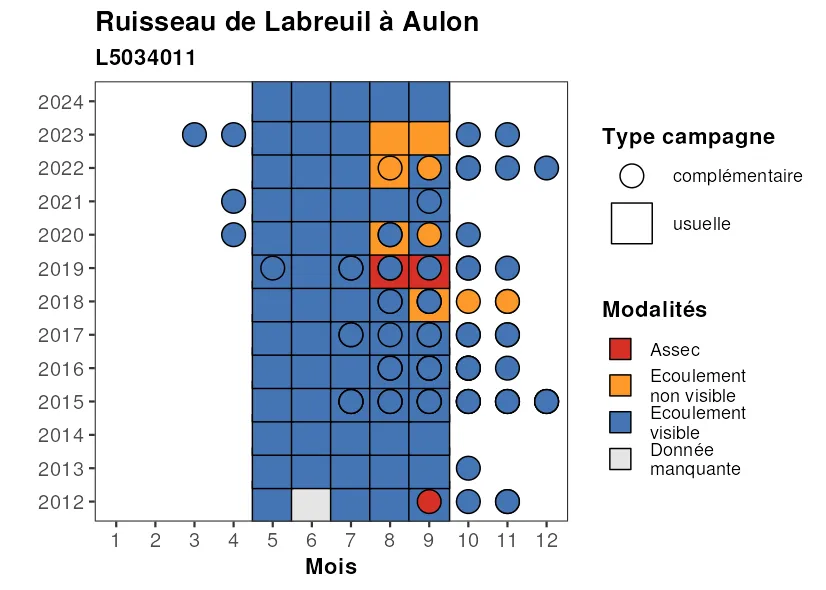 Ruisseau de Labreuil à Aulon
L5034011
2024
2023
2022
2021
2020
2019
2018
2017
2016
2015
2014
2013
2012
1 2 3 4 5 6 7 8 9 10 11 12
Mois
Type campagne
complémentaire
usuelle
Modalités
Assec
Ecoulement
non visible
Ecoulement
visible
Donnée
manquante